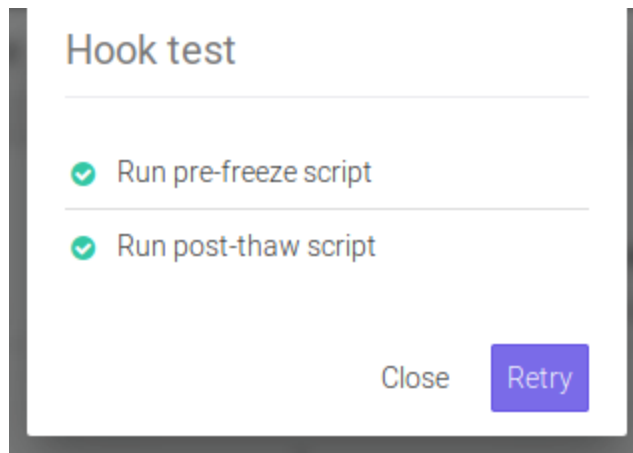 Hook test
Run pre-freeze script
Run post-thaw script
Close
Retry